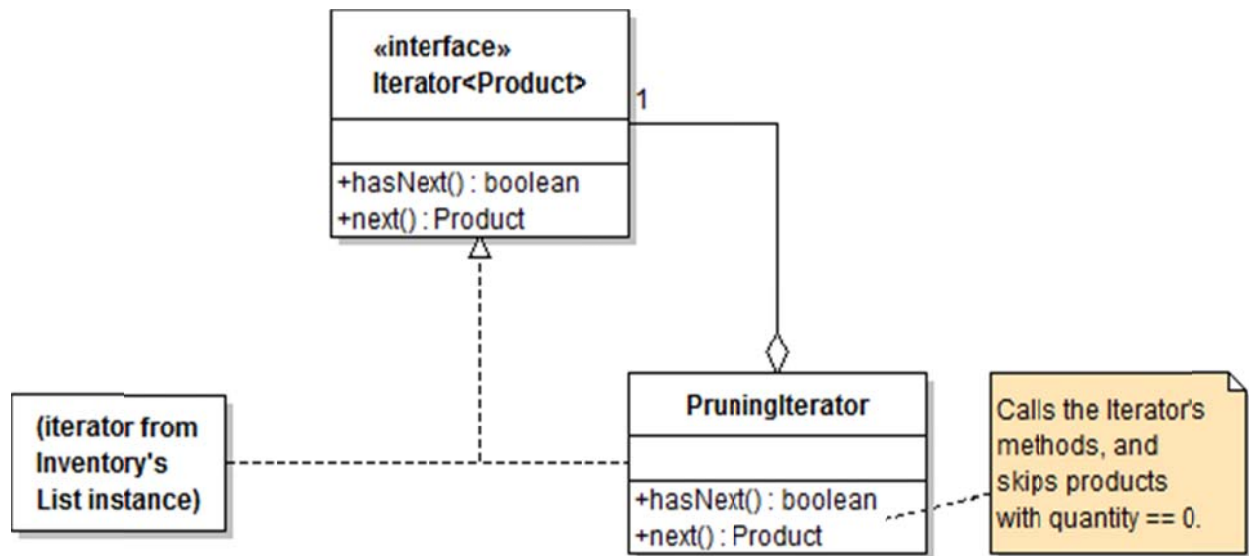 «interface»
Iterator<Product>
1
+hasNext() : boolean
+next() : Product
(iterator from
Inventory's
List instance)
PruningIterator
+hasNext() : boolean
+next() : Product
Calls the Iterator's
methods, and
skips products
with quantity == 0.